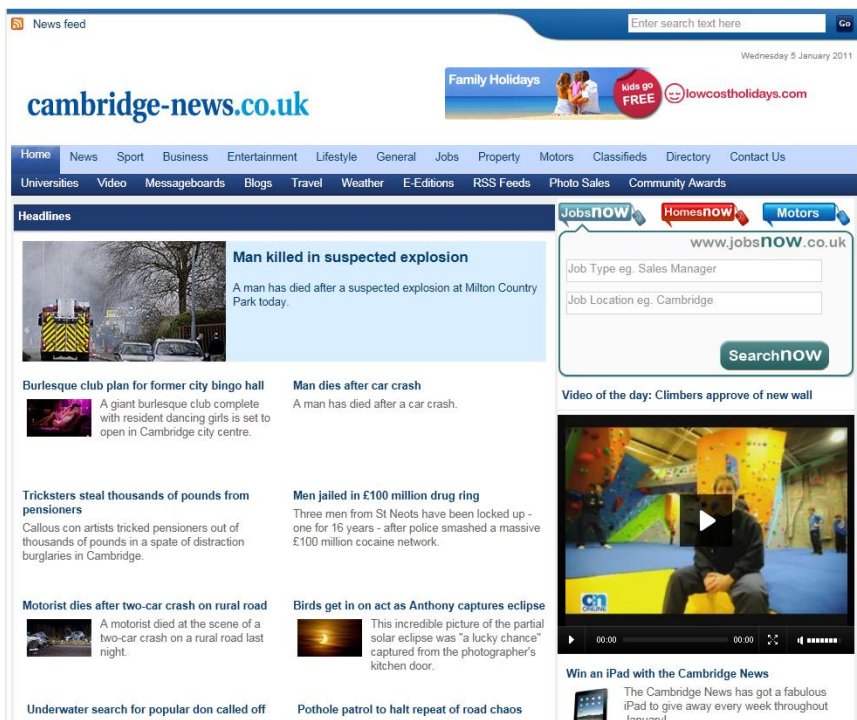 News feed
Enter search text here
Go
Wednesday 5 January 2011
Family Holidays
kids go
FREE
lowcostholidays.com
cambridge-news.co.uk
Home News Sport Business Entertainment Lifestyle General Jobs Property Motors Classifieds Directory Contact Us
Universities Video Messageboards Blogs Travel Weather E-Editions RSS Feeds Photo Sales Community Awards
Headlines
Man killed in suspected explosion
A man has died after a suspected explosion at Milton Country
Park today.
Burlesque club plan for former city bingo hall
A giant burlesque club complete
with resident dancing girls is set to
open in Cambridge city centre.
Man dies after car crash
A man has died after a car crash.
Tricksters steal thousands of pounds from
pensioners
Callous con artists tricked pensioners out of
thousands of pounds in a spate of distraction
burglaries in Cambridge.
Men jailed in £100 million drug ring
Three men from St Neots have been locked up -
one for 16 years - after police smashed a massive
£100 million cocaine network.
Motorist dies after two-car crash on rural road
A motorist died at the scene of a
two-car crash on a rural road last
night.
Birds get in on act as Anthony captures eclipse
This incredible picture of the partial
solar eclipse was "a lucky chance"
captured from the photographer's
kitchen door.
Underwater search for popular don called off
Pothole patrol to halt repeat of road chaos
Jobsnow Homesnow Motors
www.jobsnow.co.uk
Job Type eg. Sales Manager
Job Location eg. Cambridge
Searchnow
Video of the day: Climbers approve of new wall
cn
ONLINE
00:00 00:00
Win an iPad with the Cambridge News
The Cambridge News has got a fabulous
iPad to give away every week throughout
January!